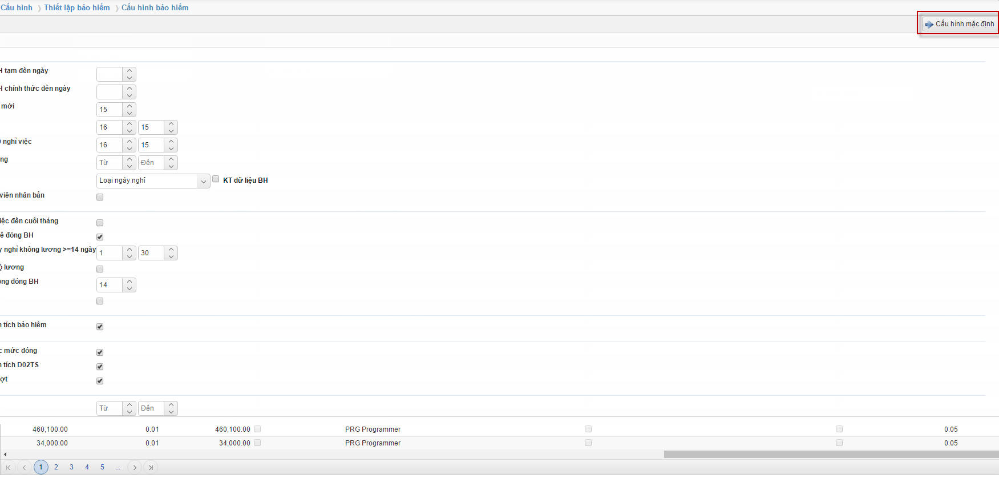 Cấu hình › Thiết lập bảo hiểm › Cấu hình bảo hiểm
Cấu hình mặc định
H tạm đến ngày
H chính thức đến ngày
mới
15
16 15
nghỉ việc
16 15
ng
Từ Đến
Loại ngày nghỉ KT dữ liệu BH
viên nhân bản
iệc đến cuối tháng
ê đóng BH
y nghỉ không lương >=14 ngày
1 30
ộ lương
ông đóng BH
14
n tích bảo hiểm
c mức đóng
n tích D02TS
ợt
Từ Đến
460,100.00 0.01 460,100.00 PRG Programmer 0.05
34,000.00 0.01 34,000.00 PRG Programmer 0.05
1 2 3 4 5 ...